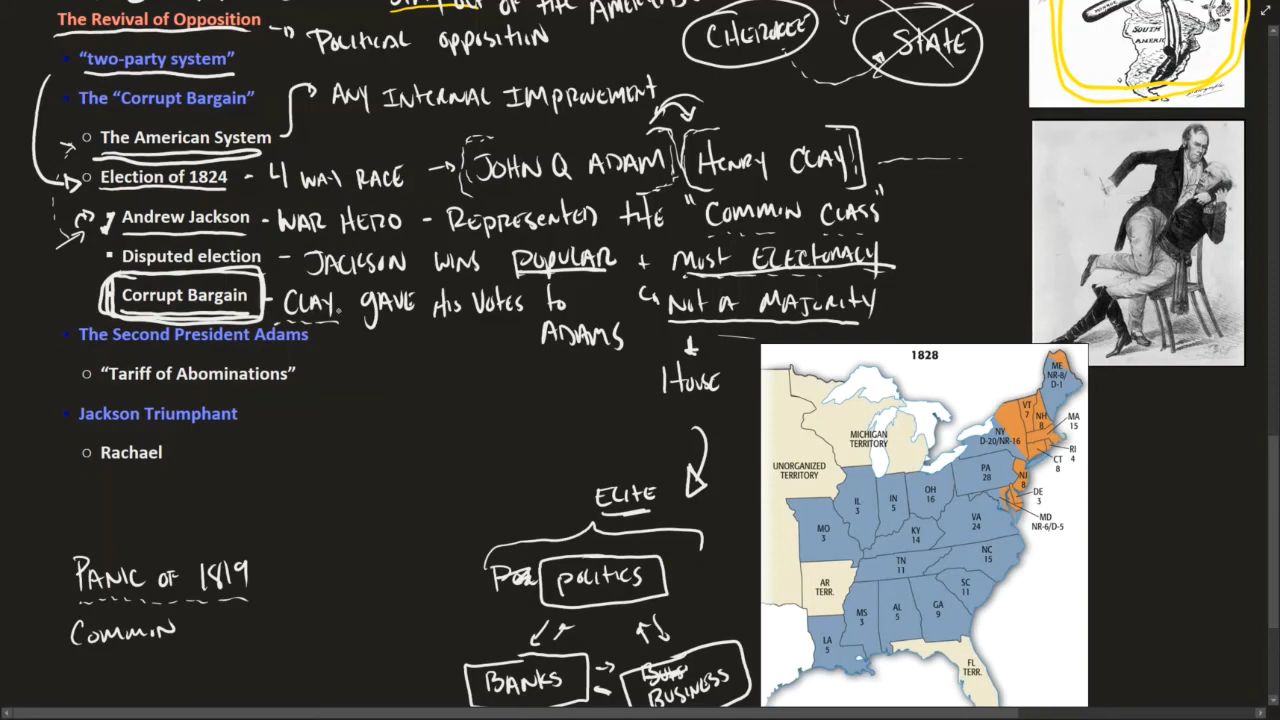 The Revival of Opposition
POLITICAL OPPOSITION
CHEROKEE
STATE
SOUTH
AMERICA
"two-party system"
The "Corrupt Bargain"
ANY INTERNAL IMPROVEMENT
The American System
Election of 1824 - 4 WAY RACE → JOHN Q ADAM HENRY CLAY
Andrew Jackson - WAR HERO - REPRESENTED THE "COMMON CLASS"
Disputed election - JACKSON WINS POPULAR + MOST ELECTORALY
Corrupt Bargain - CLAY. GAVE HIS VOTES TO ADAMS
NOT A MAJORITY
HOUSE
The Second President Adams
"Tariff of Abominations"
Jackson Triumphant
Rachael
ELITE
POLITICS
BANKS
BUSINESS
PANIC OF 1819
COMMIN
1828
ME
NR-8/
D-1
VT
7
NH
8
MA
15
NY
D-20/NR-16
RI
4
CT
8
MICHIGAN
TERRITORY
UNORGANIZED
TERRITORY
PA
28
NJ
8
DE
3
MD
NR-6/D-5
IL
3
IN
5
OH
16
MO
3
KY
14
VA
24
NC
15
TN
11
AR
TERR.
SC
11
MS
3
AL
5
GA
9
LA
5
FL
TERR.